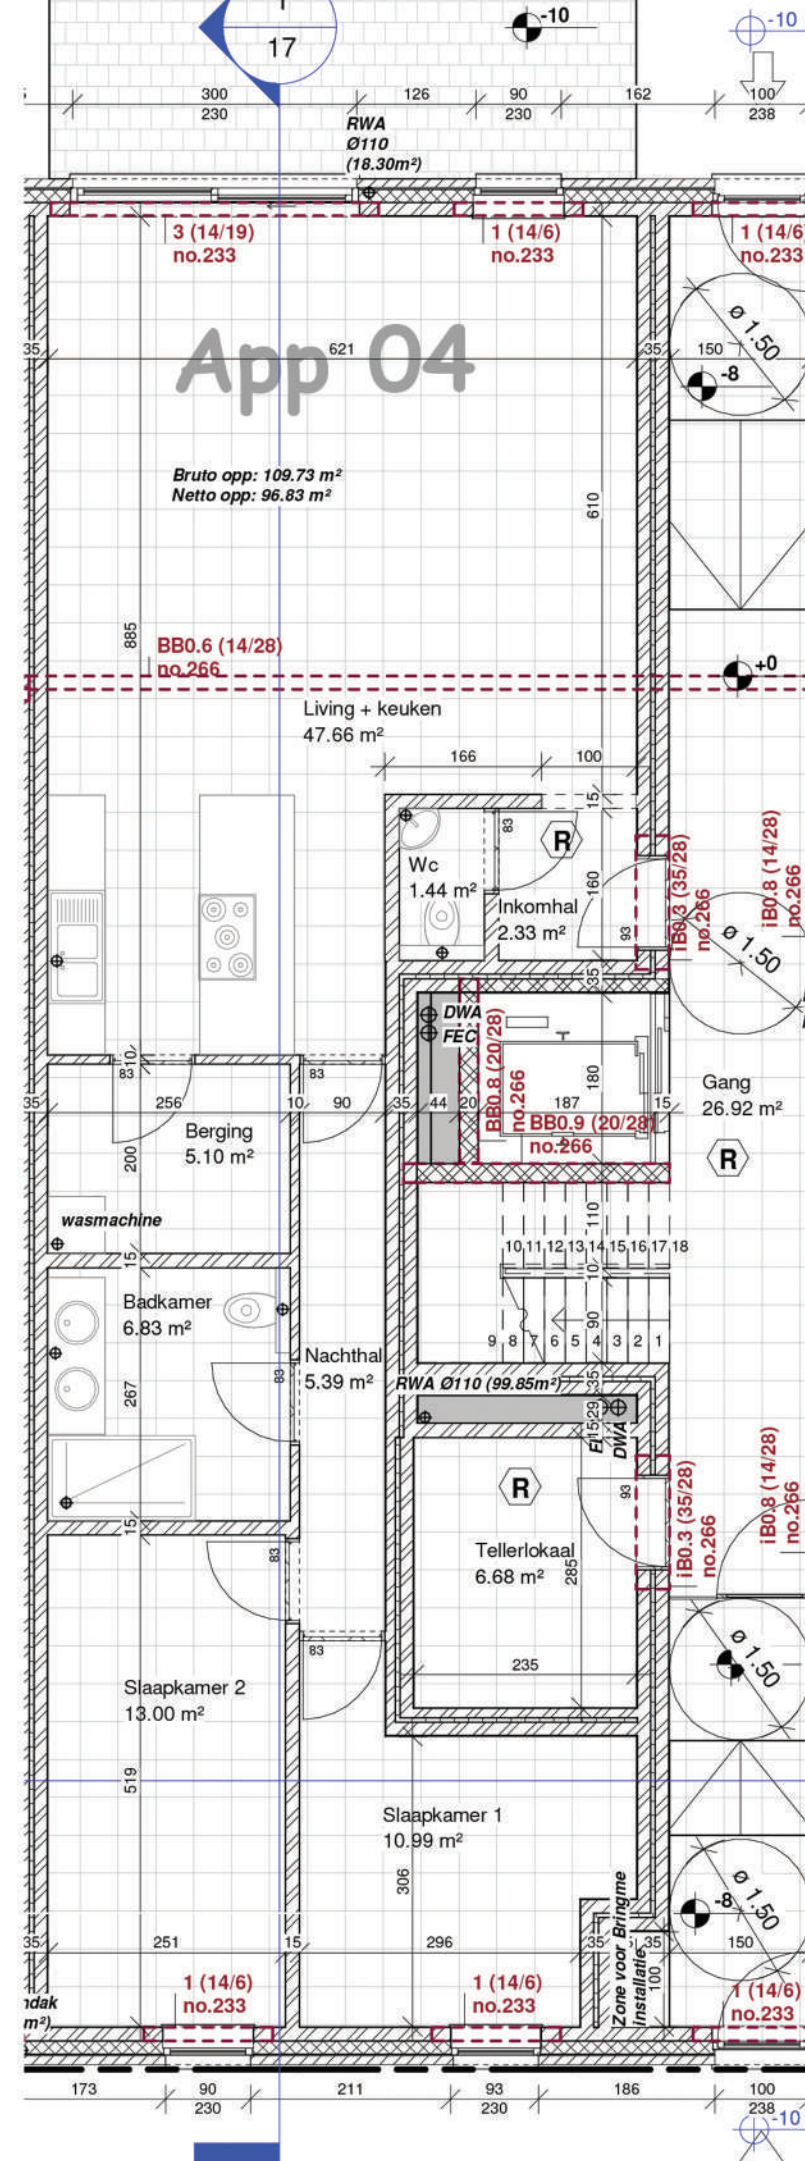 1
17
-10
-10
300
230
126
90
230
162
100
238
RWA
Ø110
(18.30m²)
3 (14/19)
no.233
1 (14/6)
no.233
1 (14/6)
no.233
ø 1.50
35
App 04
621
35
150
-8
Bruto opp: 109.73 m²
Netto opp: 96.83 m²
610
885
BB0.6 (14/28)
no.266
+0
Living + keuken
47.66 m²
166
100
15
83
R
Wc
1.44 m²
160
Inkomhal
2.33 m²
93
iB0.3 (35/28)
no.266
iB0.8 (14/28)
no.266
ø 1.50
35
DWA
FEC
10
83
83
BB0.8 (20/28)
no.266
180
Gang
26.92 m²
35
256
10
90
35
44
20
187
15
BB0.9 (20/28)
no.266
Berging
5.10 m²
200
R
wasmachine
110
15
10 11 12 13 14 15 16 17 18
10
Badkamer
6.83 m²
90
9 8 7 6 5 4 3 2 1
Nachthal
5.39 m²
83
267
35
RWA Ø110 (99.85m²)
29
15
DWA
R
93
iB0.3 (35/28)
no.266
iB0.8 (14/28)
no.266
15
83
Tellerlokaal
6.68 m²
285
83
ø 1.50
235
Slaapkamer 2
13.00 m²
519
Slaapkamer 1
10.99 m²
306
Zone voor Bringme
installatie
-8
ø 1.50
35
251
15
296
35
35
150
100
1 (14/6)
no.233
1 (14/6)
no.233
1 (14/6)
no.233
ndak
m²)
173
90
230
211
93
230
186
100
238
-10